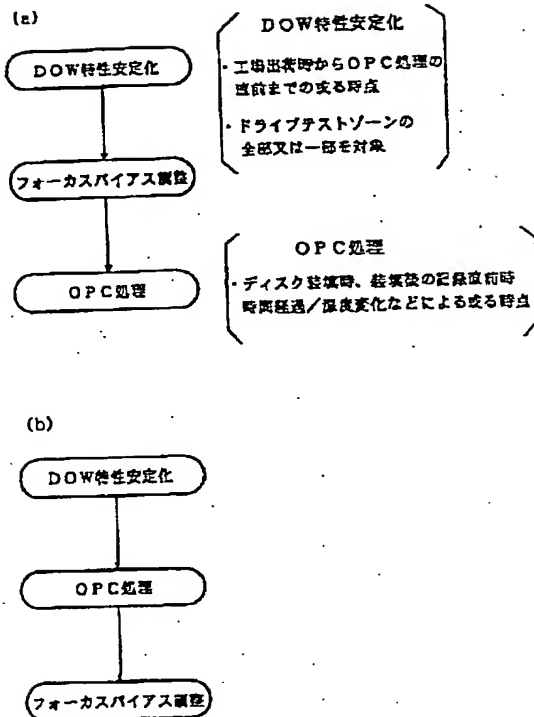 (a)
DOW特性安定化
フォーカスバイアス調整
OPC処理
DOW特性安定化
・工場出荷時からOPC処理の
直前までの或る時点
・ドライブテストゾーンの
全部又は一部を対象
OPC処理
・ディスク装填時、装填後の記録直前時
時間経過/温度変化などによる或る時点
(b)
DOW特性安定化
OPC処理
フォーカスバイアス調整